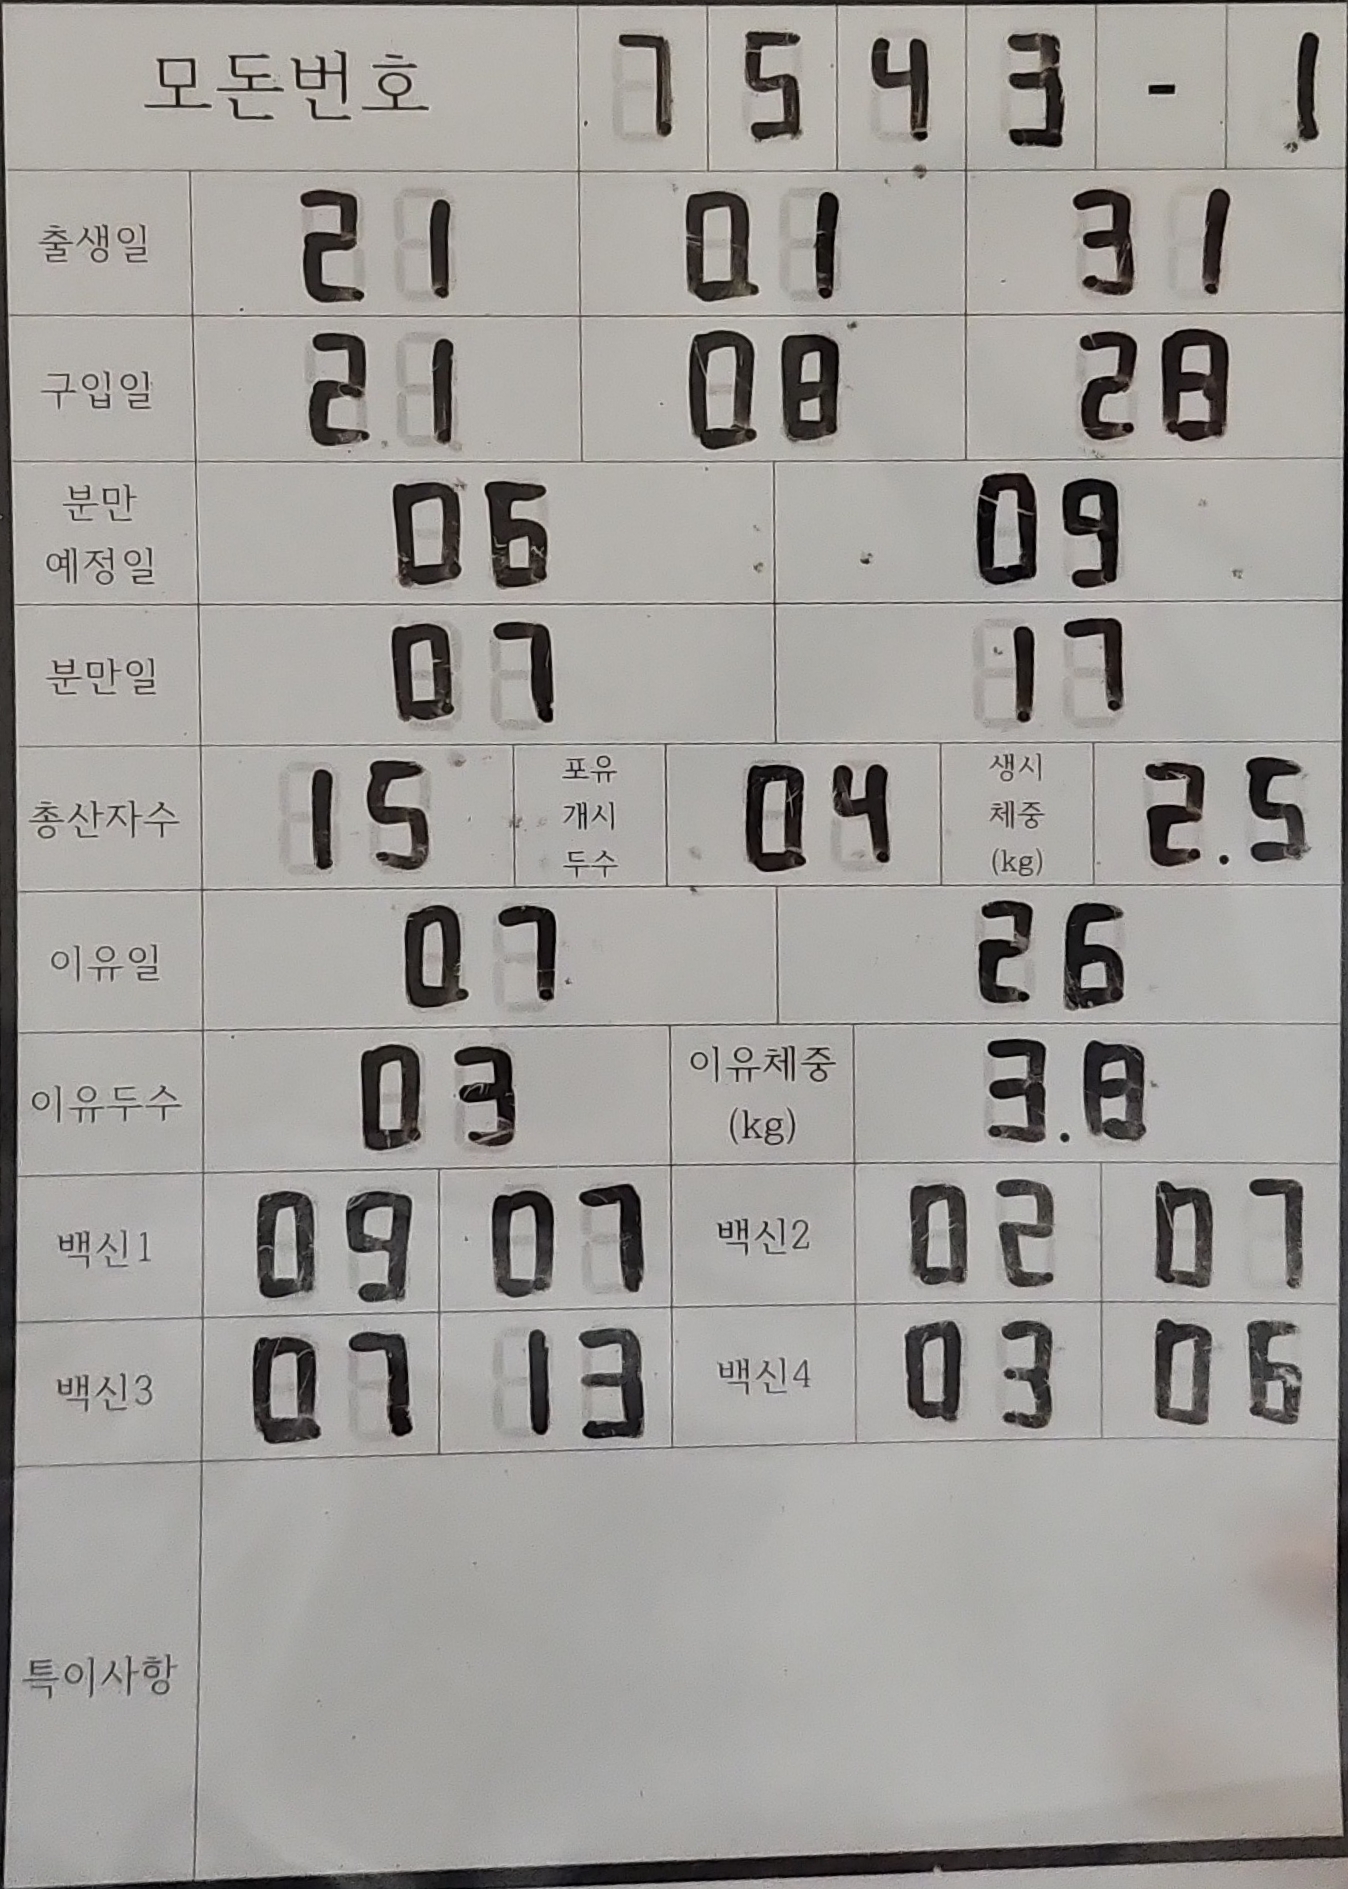 모돈번호 7 5 4 3 - 1
출생일 21 01 31
구입일 21 08 28
분만 예정일 06 09
분만일 07 17
총산자수 15 포유 개시 두수 04 생시 체중 (kg) 2.5
이유일 07 26
이유두수 03 이유체중 (kg) 3.8
백신1 09 07 백신2 02 07
백신3 07 13 백신4 03 06
특이사항